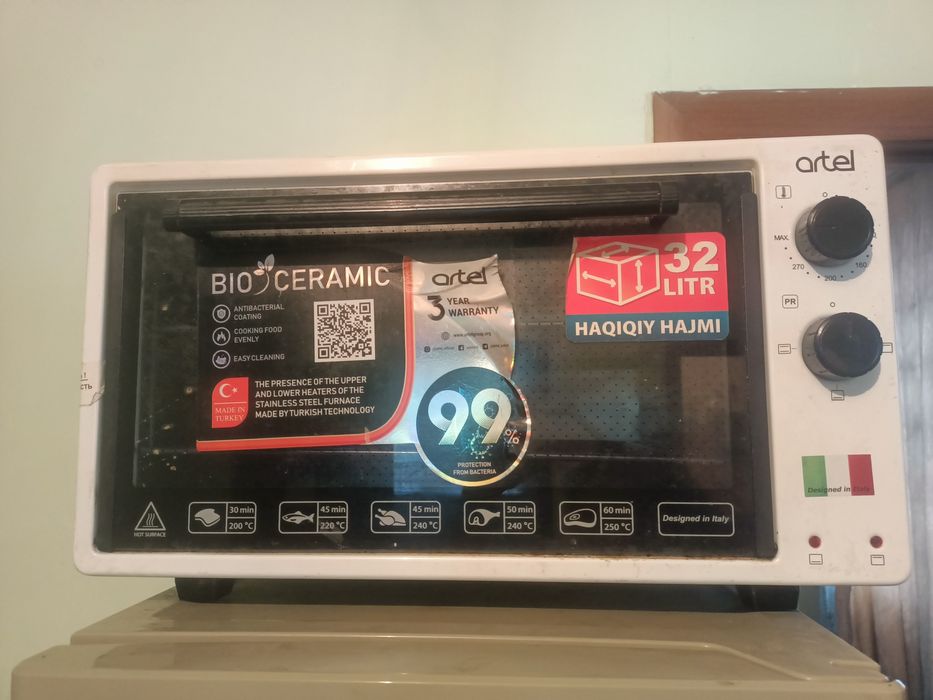 artel
MAX.
270
200
160
PR
BIO CERAMIC
ANTIBACTERIAL
COATING
COOKING FOOD
EVENLY
EASY CLEANING
MADE IN
TURKEY
THE PRESENCE OF THE UPPER
AND LOWER HEATERS OF THE
STAINLESS STEEL FURNACE
MADE BY TURKISH TECHNOLOGY
artel
3 YEAR
WARRANTY
99%
PROTECTION
FROM BACTERIA
32
LITR
HAQIQIY HAJMI
HOT SURFACE
30 min
200 °C
45 min
220 °C
45 min
240 °C
50 min
240 °C
60 min
250 °C
Designed in Italy
Designed in Italy